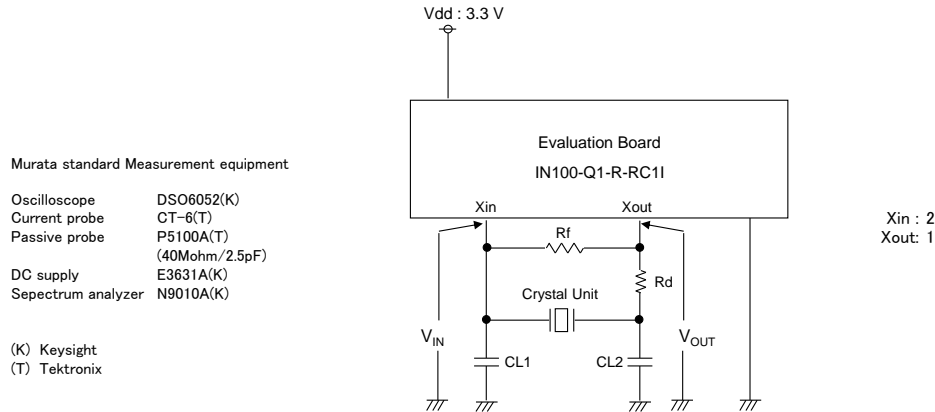 Vdd : 3.3 V
Murata standard Measurement equipment
Oscilloscope DSO6052(K)
Current probe CT-6(T)
Passive probe P5100A(T)
(40Mohm/2.5pF)
DC supply E3631A(K)
Sepectrum analyzer N9010A(K)
(K) Keysight
(T) Tektronix
Evaluation Board
IN100-Q1-R-RC1I
Xin Xout
Rf
Rd
Crystal Unit
VIN
VOUT
CL1 CL2
Xin : 2
Xout: 1